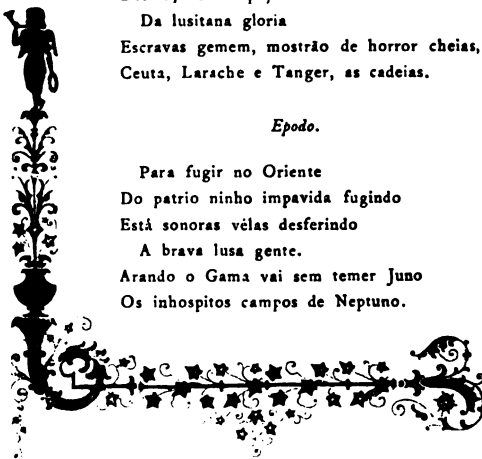 Da lusitana gloria
Escravas gemem, mostrão de horror cheias,
Ceuta, Larache e Tanger, as cadeias.
Epodo.
Para fugir no Oriente
Do patrio ninho impavida fugindo
Está sonoras vélas desferindo
A brava lusa gente.
Arando o Gama vai sem temer Juno
Os inhospitos campos de Neptuno.